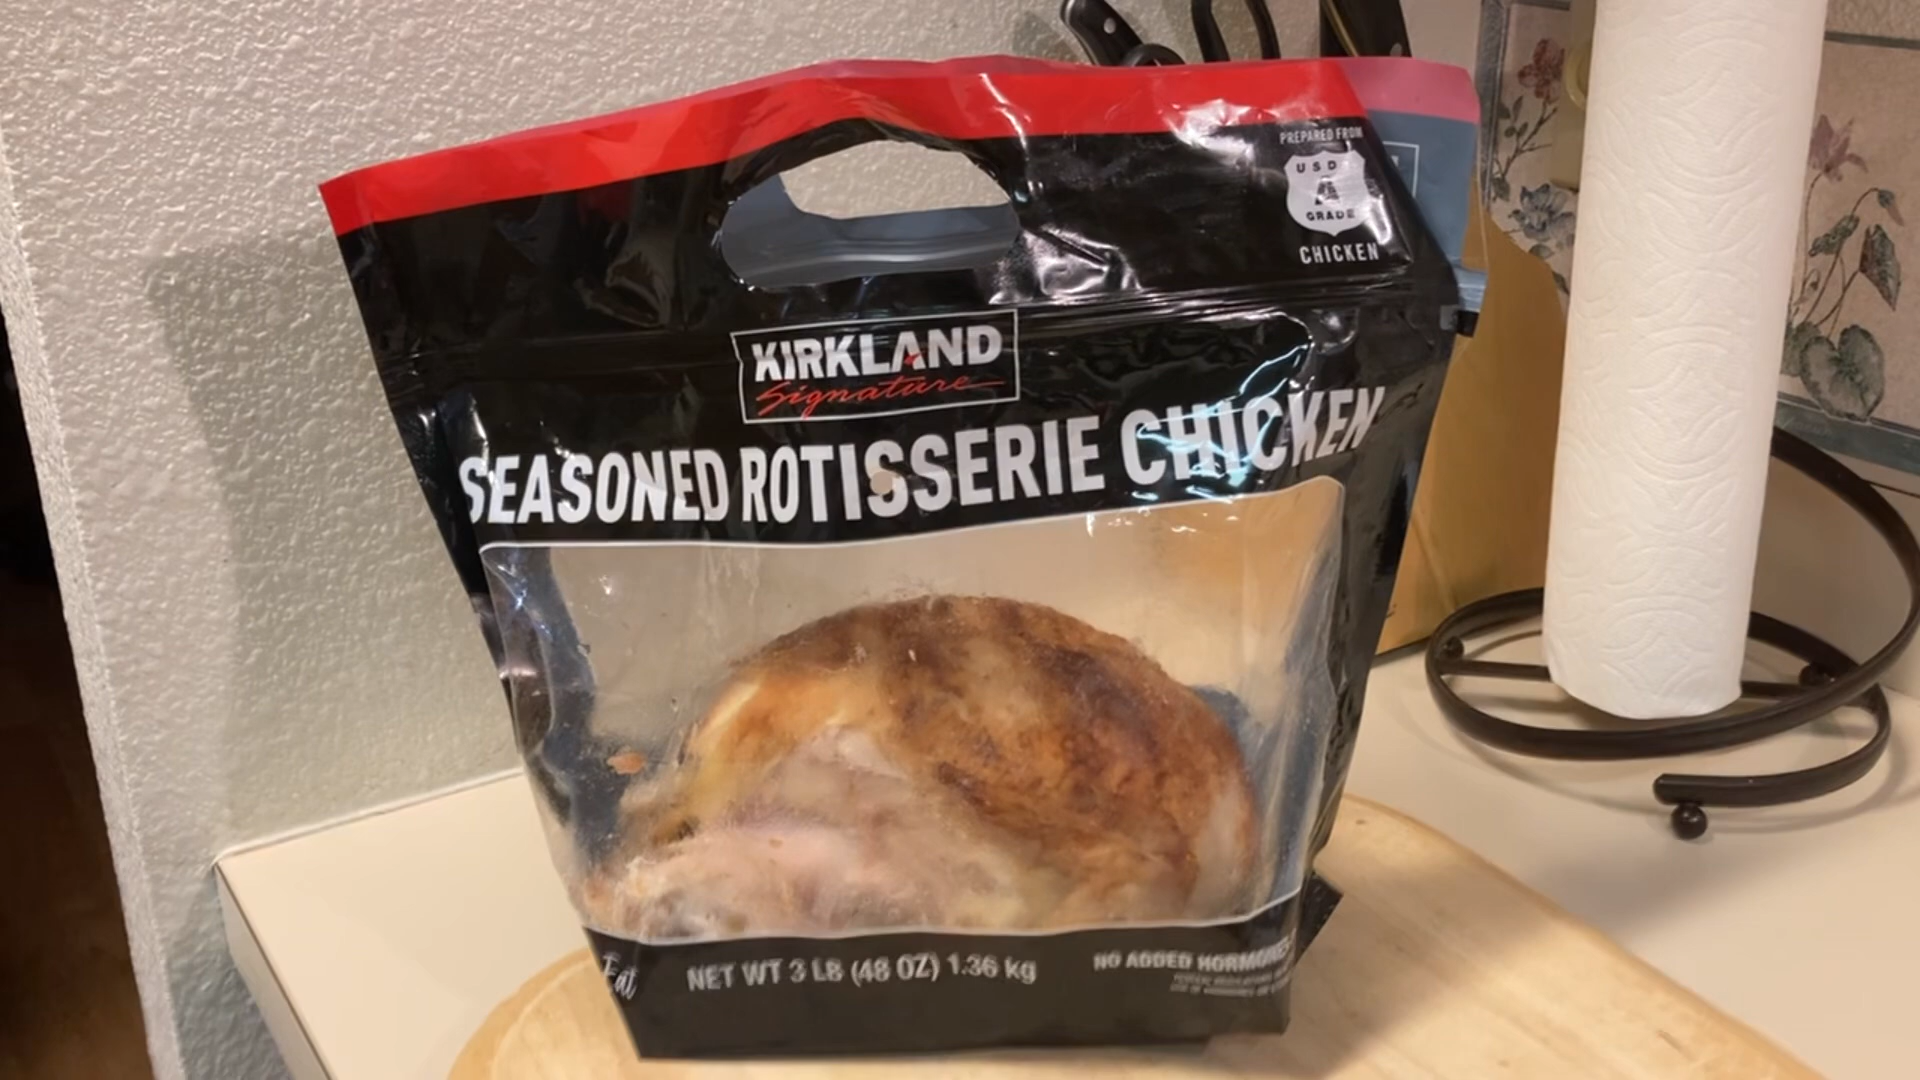 PREPARED FROM
USDA
A
GRADE
CHICKEN
KIRKLAND
Signature
SEASONED ROTISSERIE CHICKEN
Eat
NET WT 3 LB (48 OZ) 1.36 kg
NO ADDED HORMONES